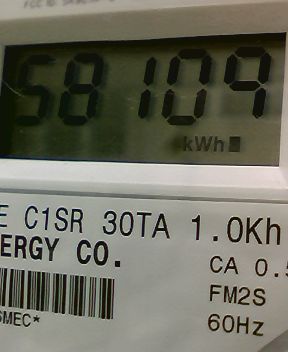 58109
kWh
E C1SR 30TA 1.0Kh
ERGY CO.
CA 0.5
FM2S
60Hz
SMEC*